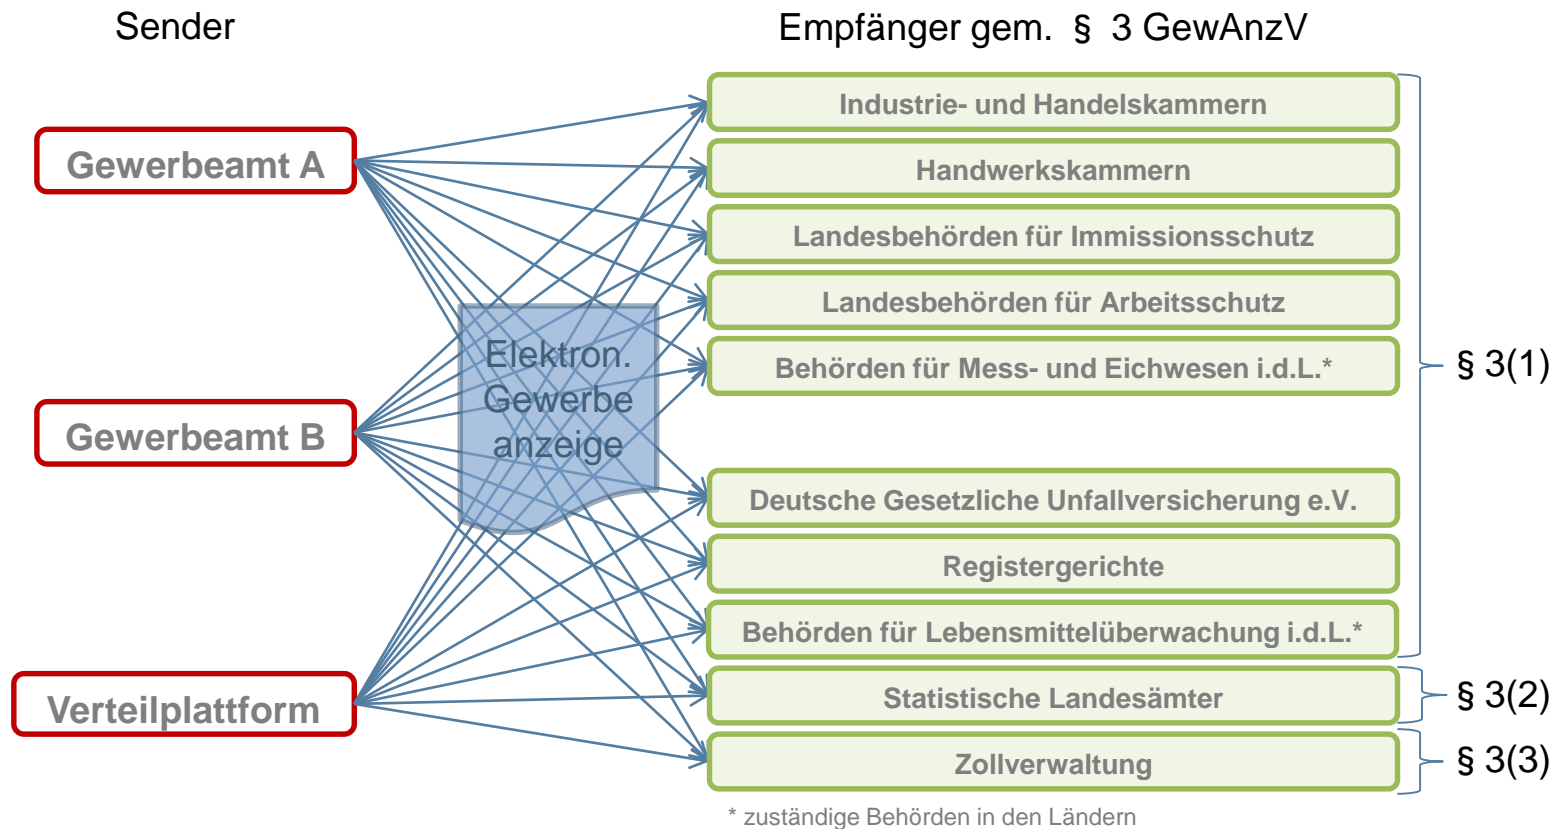 Sender
Empfänger gem. § 3 GewAnzV
Gewerbeamt A
Gewerbeamt B
Verteilplattform
Elektron.
Gewerbe
anzeige
Industrie- und Handelskammern
Handwerkskammern
Landesbehörden für Immissionsschutz
Landesbehörden für Arbeitsschutz
Behörden für Mess- und Eichwesen i.d.L.*
Deutsche Gesetzliche Unfallversicherung e.V.
Registergerichte
Behörden für Lebensmittelüberwachung i.d.L.*
Statistische Landesämter
Zollverwaltung
§ 3(1)
§ 3(2)
§ 3(3)
* zuständige Behörden in den Ländern